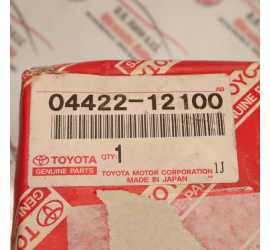 04422-12100
TOYOTA QTY. 1
GENUINE PARTS TOYOTA MOTOR CORPORATION 1J
MADE IN JAPAN